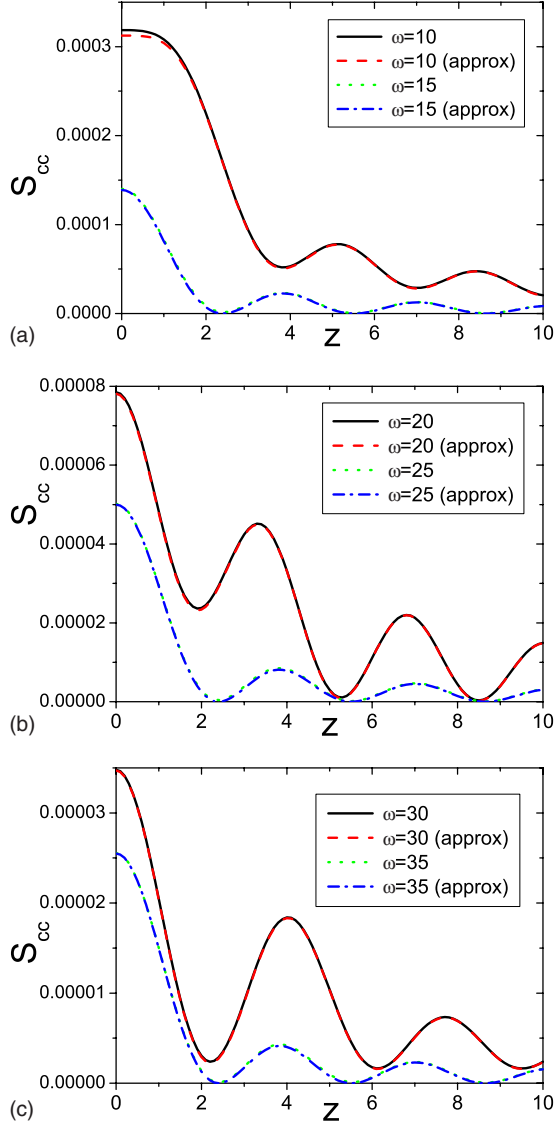 0.0003
0.0002
0.0001
0.0000
S_cc
ω=10
ω=10 (approx)
ω=15
ω=15 (approx)
0 2 4 6 8 10
z
(a)
0.00008
0.00006
0.00004
0.00002
0.00000
S_cc
ω=20
ω=20 (approx)
ω=25
ω=25 (approx)
0 2 4 6 8 10
z
(b)
0.00003
0.00002
0.00001
0.00000
S_cc
ω=30
ω=30 (approx)
ω=35
ω=35 (approx)
0 2 4 6 8 10
z
(c)